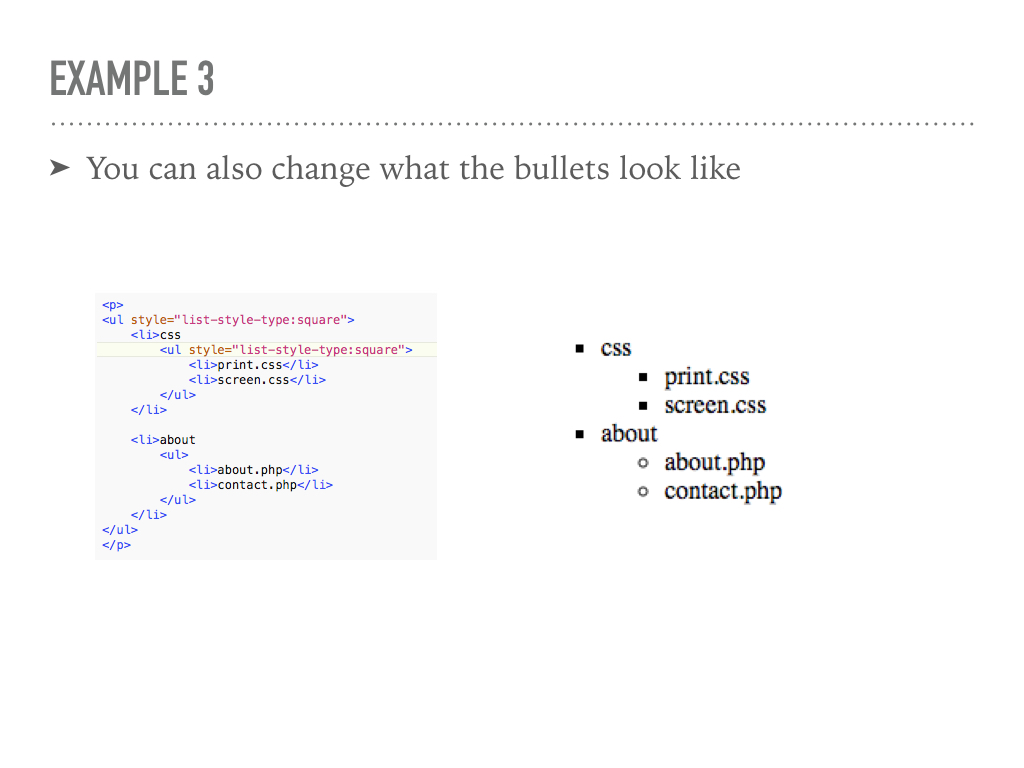 EXAMPLE 3
➤ You can also change what the bullets look like
<p>
<ul style="list-style-type:square">
    <li>css
        <ul style="list-style-type:square">
            <li>print.css</li>
            <li>screen.css</li>
        </ul>
    </li>
    <li>about
        <ul>
            <li>about.php</li>
            <li>contact.php</li>
        </ul>
    </li>
</ul>
</p>
▪ css
    ▪ print.css
    ▪ screen.css
▪ about
    ○ about.php
    ○ contact.php